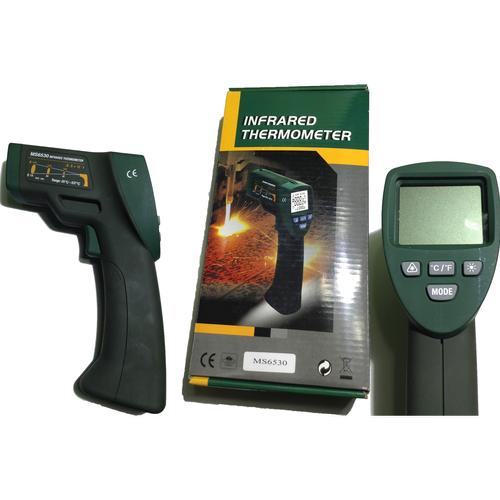 MS6530 INFRARED THERMOMETER
CE
INFRARED
THERMOMETER
CE
MS6530
°C/°F
MODE